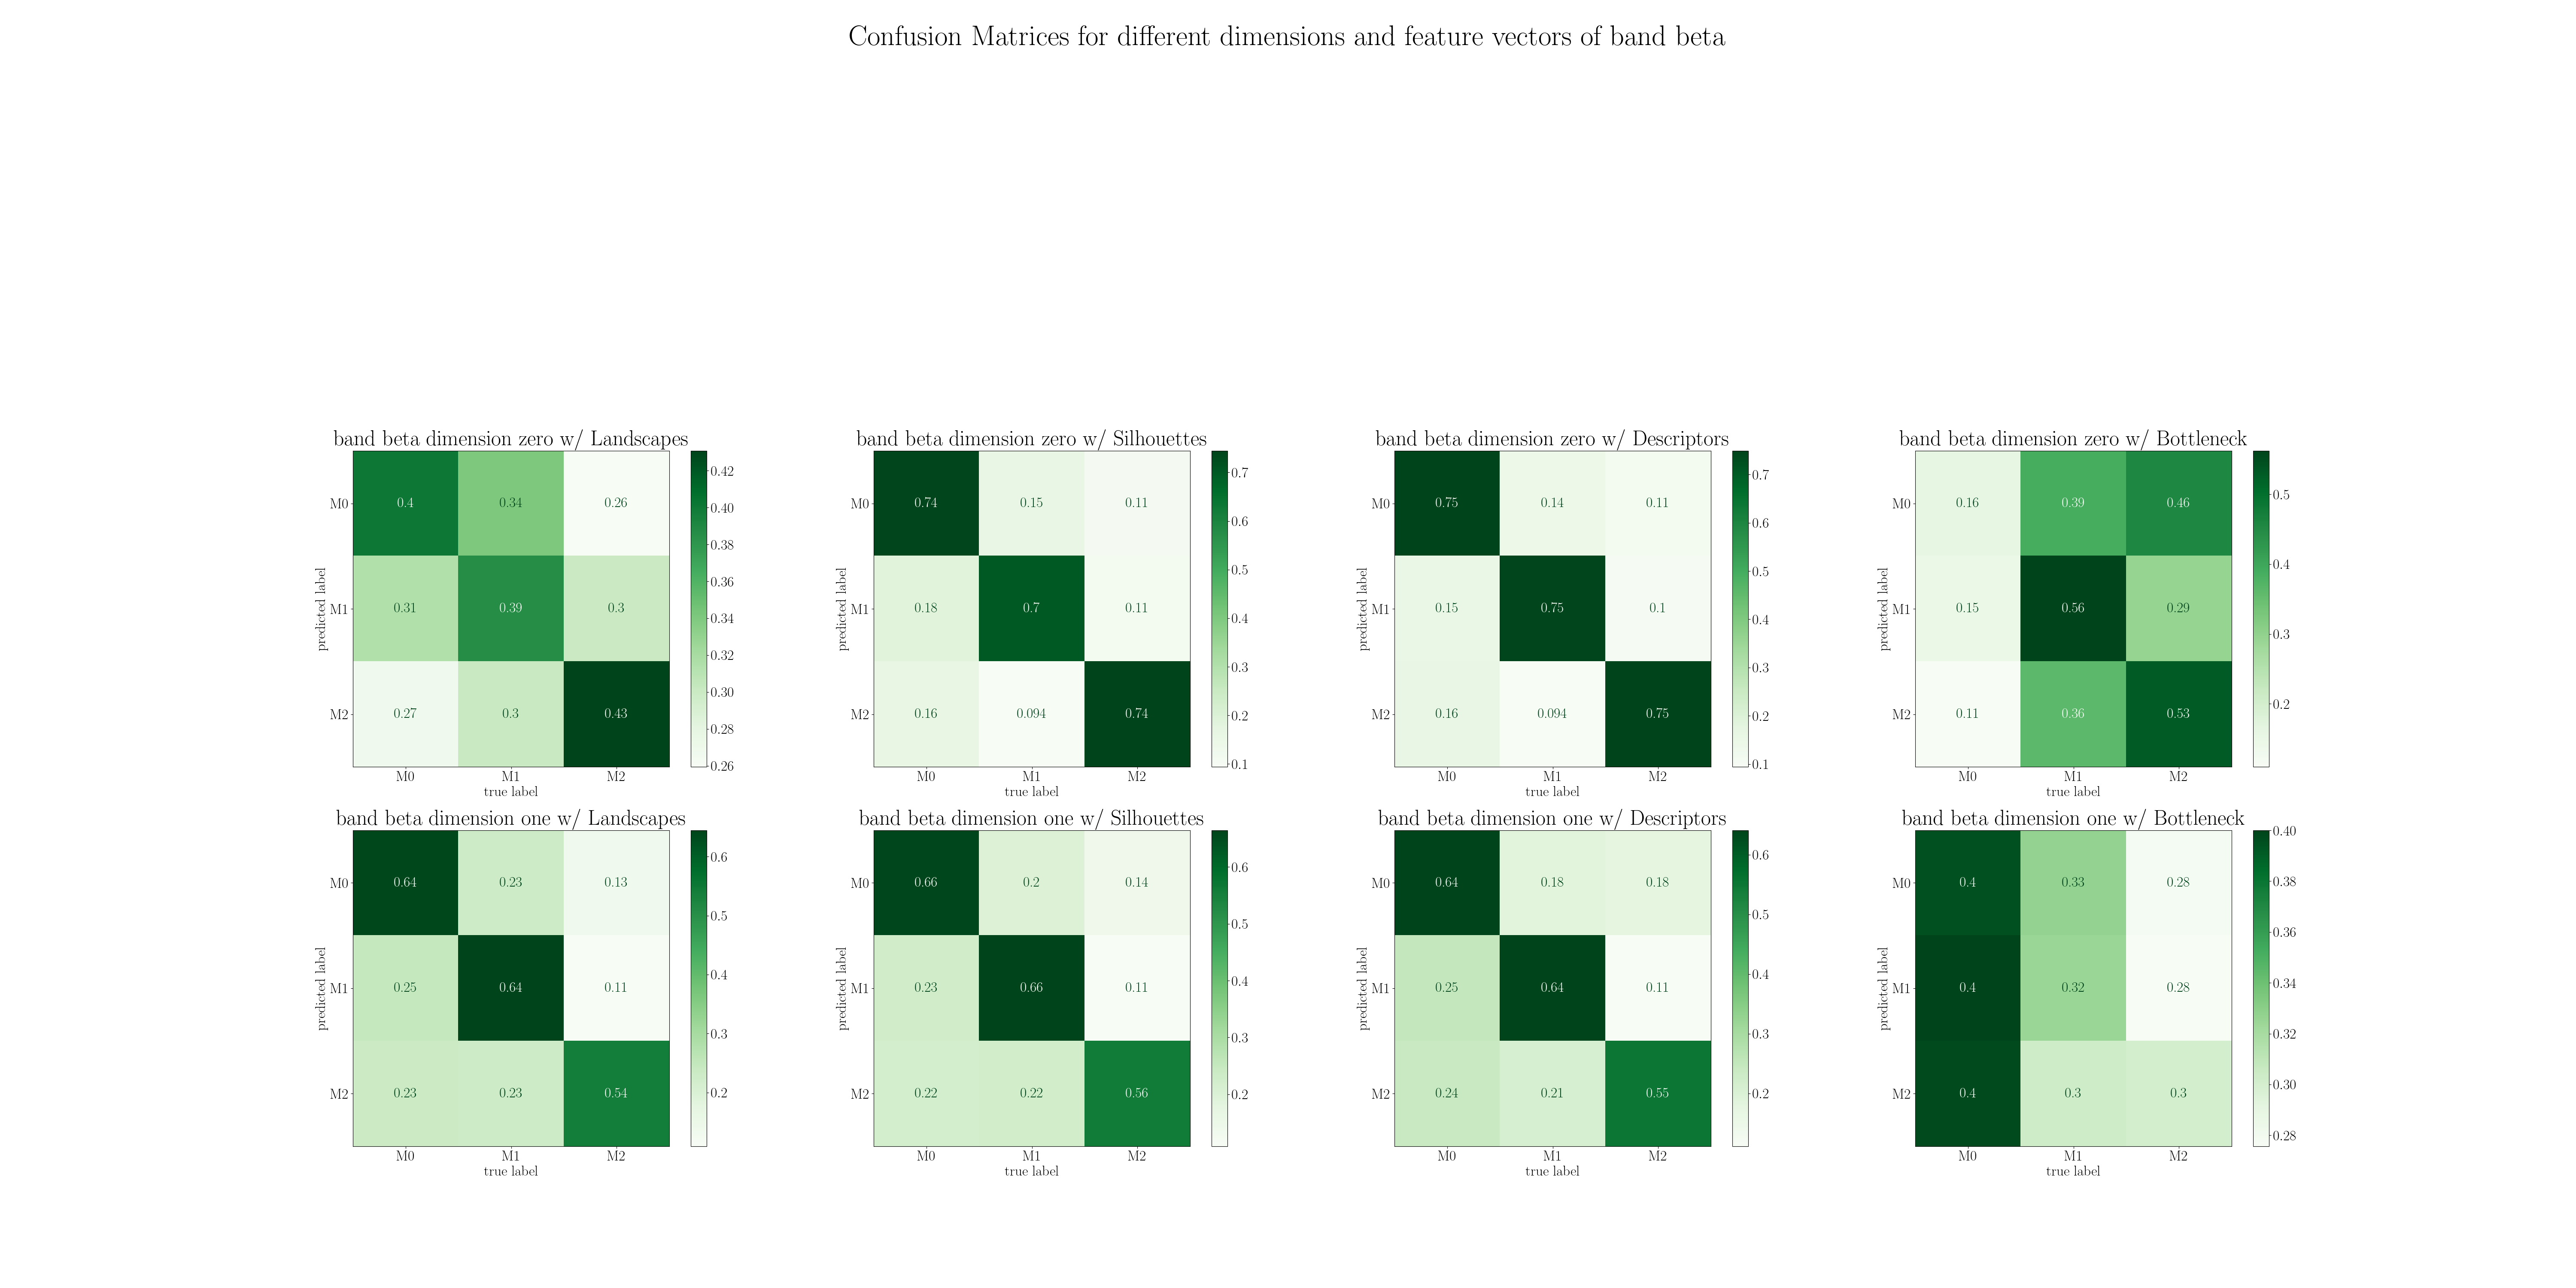 Confusion Matrices for different dimensions and feature vectors of band beta
band beta dimension zero w/ Landscapes
M0 0.4 0.34 0.26
M1 0.31 0.39 0.3
M2 0.27 0.3 0.43
M0 M1 M2
true label
predicted label
0.42
0.40
0.38
0.36
0.34
0.32
0.30
0.28
0.26
band beta dimension zero w/ Silhouettes
M0 0.74 0.15 0.11
M1 0.18 0.7 0.11
M2 0.16 0.094 0.74
M0 M1 M2
true label
predicted label
0.7
0.6
0.5
0.4
0.3
0.2
0.1
band beta dimension zero w/ Descriptors
M0 0.75 0.14 0.11
M1 0.15 0.75 0.1
M2 0.16 0.094 0.75
M0 M1 M2
true label
predicted label
0.7
0.6
0.5
0.4
0.3
0.2
0.1
band beta dimension zero w/ Bottleneck
M0 0.16 0.39 0.46
M1 0.15 0.56 0.29
M2 0.11 0.36 0.53
M0 M1 M2
true label
predicted label
0.5
0.4
0.3
0.2
band beta dimension one w/ Landscapes
M0 0.64 0.23 0.13
M1 0.25 0.64 0.11
M2 0.23 0.23 0.54
M0 M1 M2
true label
predicted label
0.6
0.5
0.4
0.3
0.2
band beta dimension one w/ Silhouettes
M0 0.66 0.2 0.14
M1 0.23 0.66 0.11
M2 0.22 0.22 0.56
M0 M1 M2
true label
predicted label
0.6
0.5
0.4
0.3
0.2
band beta dimension one w/ Descriptors
M0 0.64 0.18 0.18
M1 0.25 0.64 0.11
M2 0.24 0.21 0.55
M0 M1 M2
true label
predicted label
0.6
0.5
0.4
0.3
0.2
band beta dimension one w/ Bottleneck
M0 0.4 0.33 0.28
M1 0.4 0.32 0.28
M2 0.4 0.3 0.3
M0 M1 M2
true label
predicted label
0.40
0.38
0.36
0.34
0.32
0.30
0.28